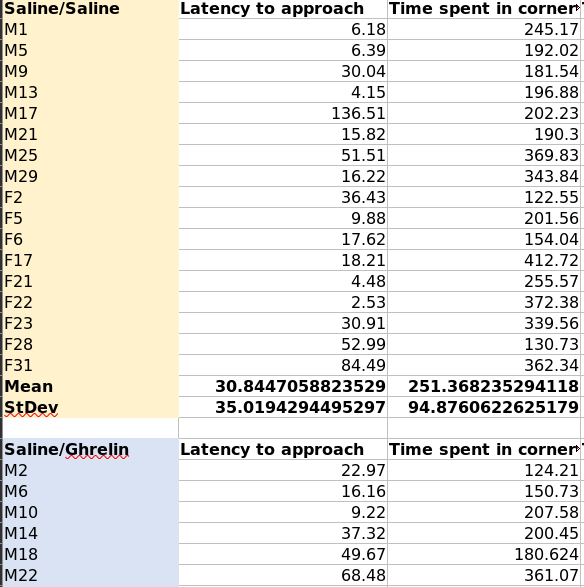 Saline/Saline Latency to approach Time spent in corner
M1 6.18 245.17
M5 6.39 192.02
M9 30.04 181.54
M13 4.15 196.88
M17 136.51 202.23
M21 15.82 190.3
M25 51.51 369.83
M29 16.22 343.84
F2 36.43 122.55
F5 9.88 201.56
F6 17.62 154.04
F17 18.21 412.72
F21 4.48 255.57
F22 2.53 372.38
F23 30.91 339.56
F28 52.99 130.73
F31 84.49 362.34
Mean 30.8447058823529 251.368235294118
StDev 35.0194294495297 94.8760622625179
Saline/Ghrelin Latency to approach Time spent in corner
M2 22.97 124.21
M6 16.16 150.73
M10 9.22 207.58
M14 37.32 200.45
M18 49.67 180.624
M22 68.48 361.07